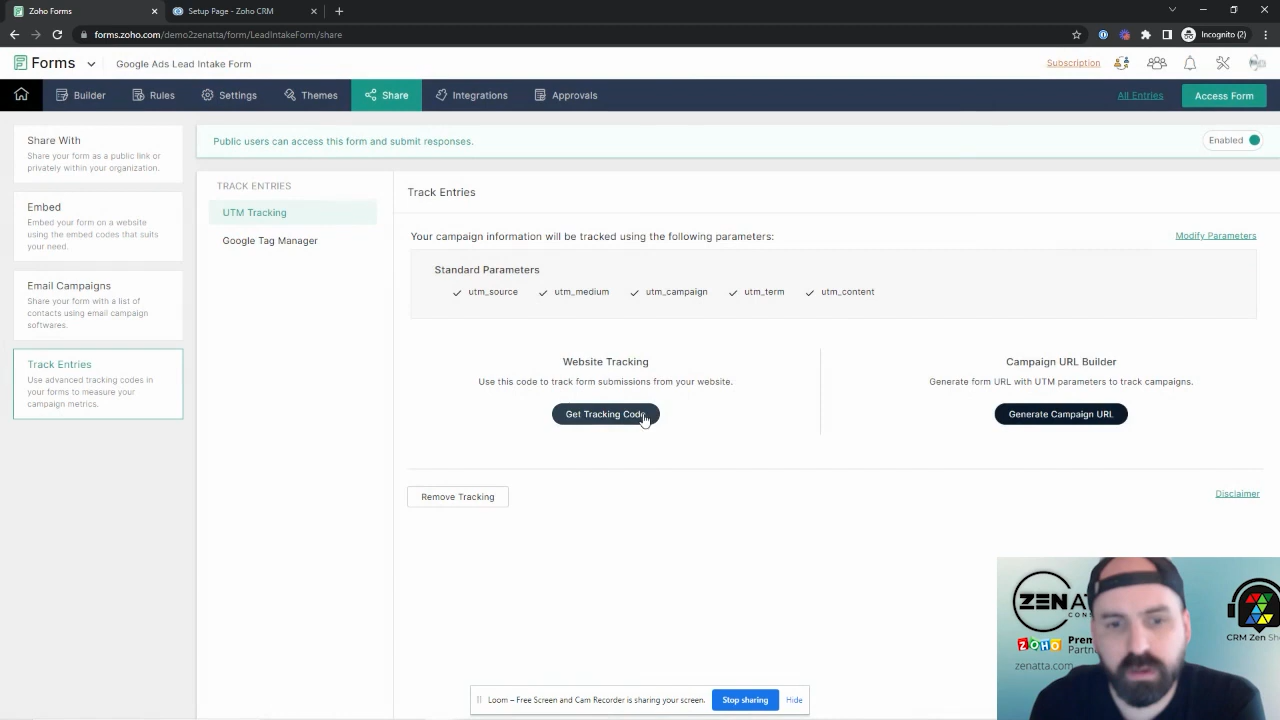 Zoho Forms
Setup Page - Zoho CRM
forms.zoho.com/demo2zenatta/form/LeadIntakeForm/share
Incognito (2)
Forms
Google Ads Lead Intake Form
Subscription
Builder
Rules
Settings
Themes
Share
Integrations
Approvals
All Entries
Access Form
Share With
Share your form as a public link or
privately within your organization.
Embed
Embed your form on a website
using the embed codes that suits
your need.
Email Campaigns
Share your form with a list of
contacts using email campaign
softwares.
Track Entries
Use advanced tracking codes in
your forms to measure your
campaign metrics.
Public users can access this form and submit responses.
Enabled
TRACK ENTRIES
UTM Tracking
Google Tag Manager
Track Entries
Your campaign information will be tracked using the following parameters:
Modify Parameters
Standard Parameters
utm_source
utm_medium
utm_campaign
utm_term
utm_content
Website Tracking
Use this code to track form submissions from your website.
Get Tracking Code
Campaign URL Builder
Generate form URL with UTM parameters to track campaigns.
Generate Campaign URL
Remove Tracking
Disclaimer
Loom – Free Screen and Cam Recorder is sharing your screen.
Stop sharing
Hide
ZENA
CONS
ZOHO Prem
Partn
zenatta.com
CRM Zen Sh